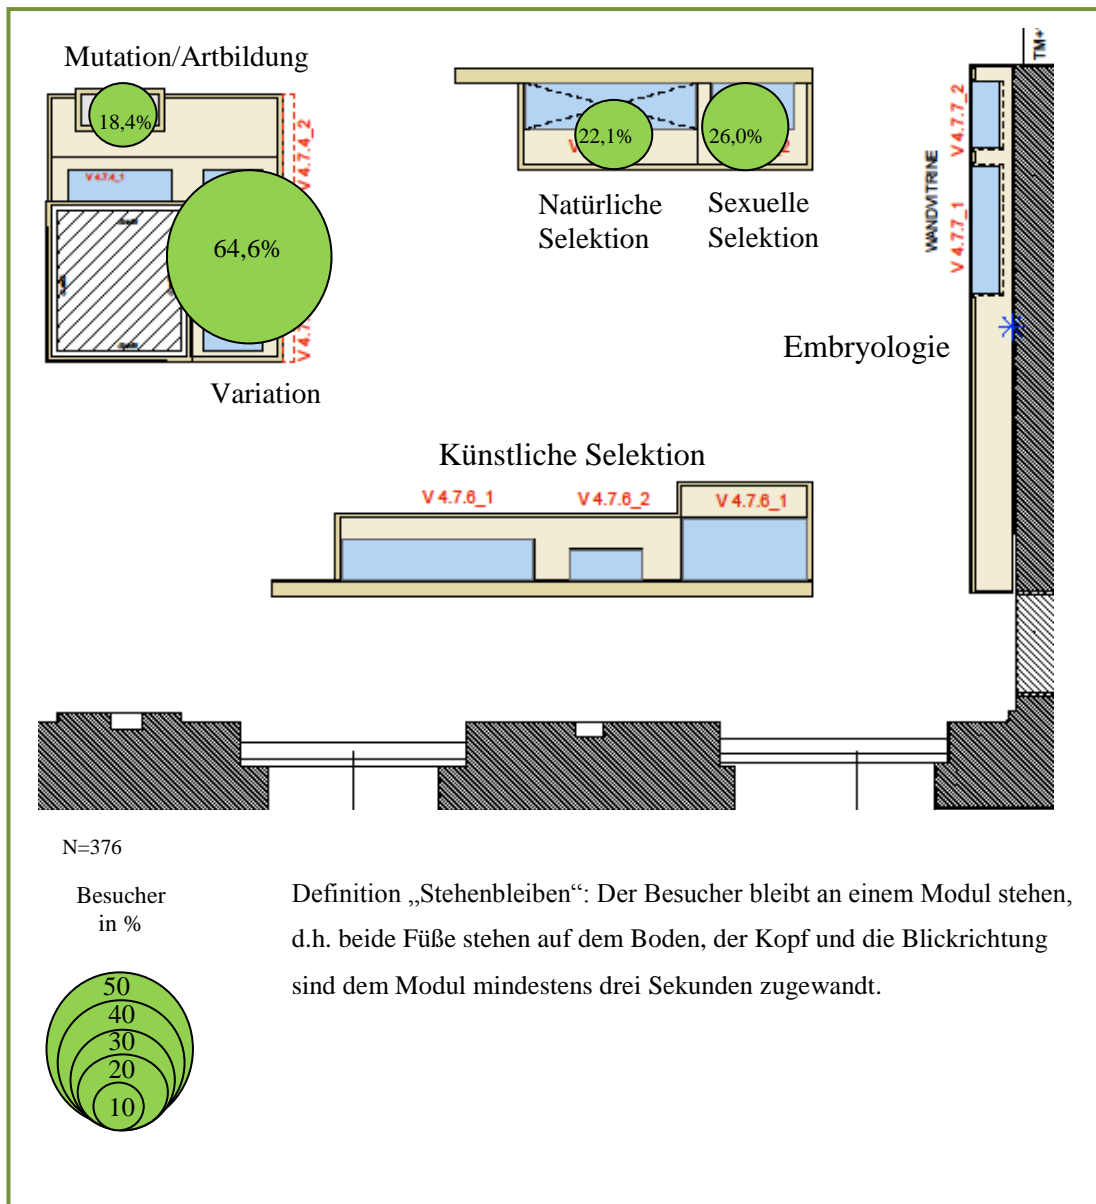 Mutation/Artbildung
18,4%
V 4.7.4_1
V 4.7.4_2
64,6%
Variation
22,1%
26,0%
Natürliche
Selektion
Sexuelle
Selektion
TM+
WANDVITRINE
V 4.7.7_2
V 4.7.7_1
Embryologie
Künstliche Selektion
V 4.7.6_1
V 4.7.6_2
V 4.7.6_1
N=376
Besucher
in %
50
40
30
20
10
Definition „Stehenbleiben“: Der Besucher bleibt an einem Modul stehen,
d.h. beide Füße stehen auf dem Boden, der Kopf und die Blickrichtung
sind dem Modul mindestens drei Sekunden zugewandt.